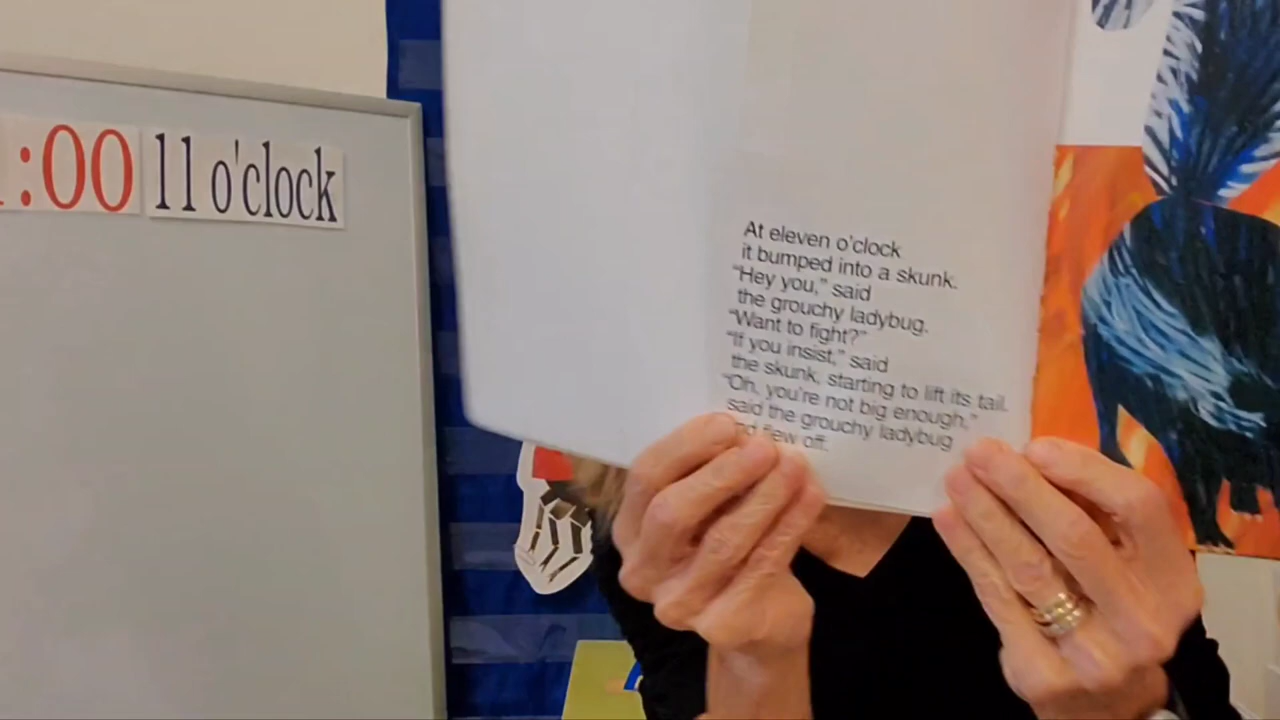 :00 11 o'clock
At eleven o'clock
it bumped into a skunk.
"Hey you," said
the grouchy ladybug.
"Want to fight?"
"If you insist," said
the skunk, starting to lift its tail.
"Oh, you're not big enough,"
said the grouchy ladybug
and flew off.